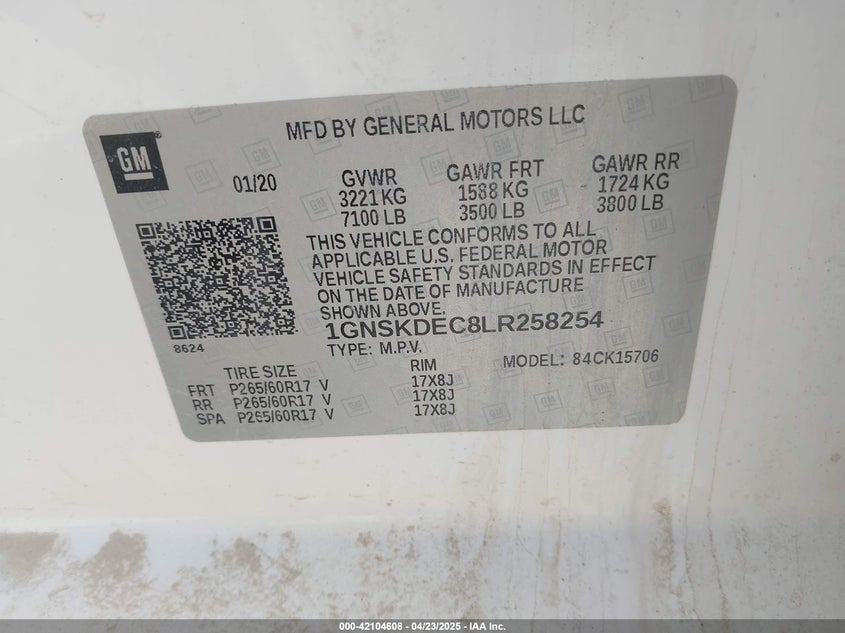 MFD BY GENERAL MOTORS LLC
GM
01/20
GVWR GAWR FRT GAWR RR
3221 KG 1588 KG 1724 KG
7100 LB 3500 LB 3800 LB
THIS VEHICLE CONFORMS TO ALL
APPLICABLE U.S. FEDERAL MOTOR
VEHICLE SAFETY STANDARDS IN EFFECT
ON THE DATE OF MANUFACTURE
SHOWN ABOVE.
1GNSKDEC8LR258254
8624
TYPE: M.P.V.
MODEL: 84CK15706
TIRE SIZE RIM
FRT P265/60R17 V 17X8J
RR P265/60R17 V 17X8J
SPA P265/60R17 V 17X8J
000-42104608 - 04/23/2025 - IAA Inc.